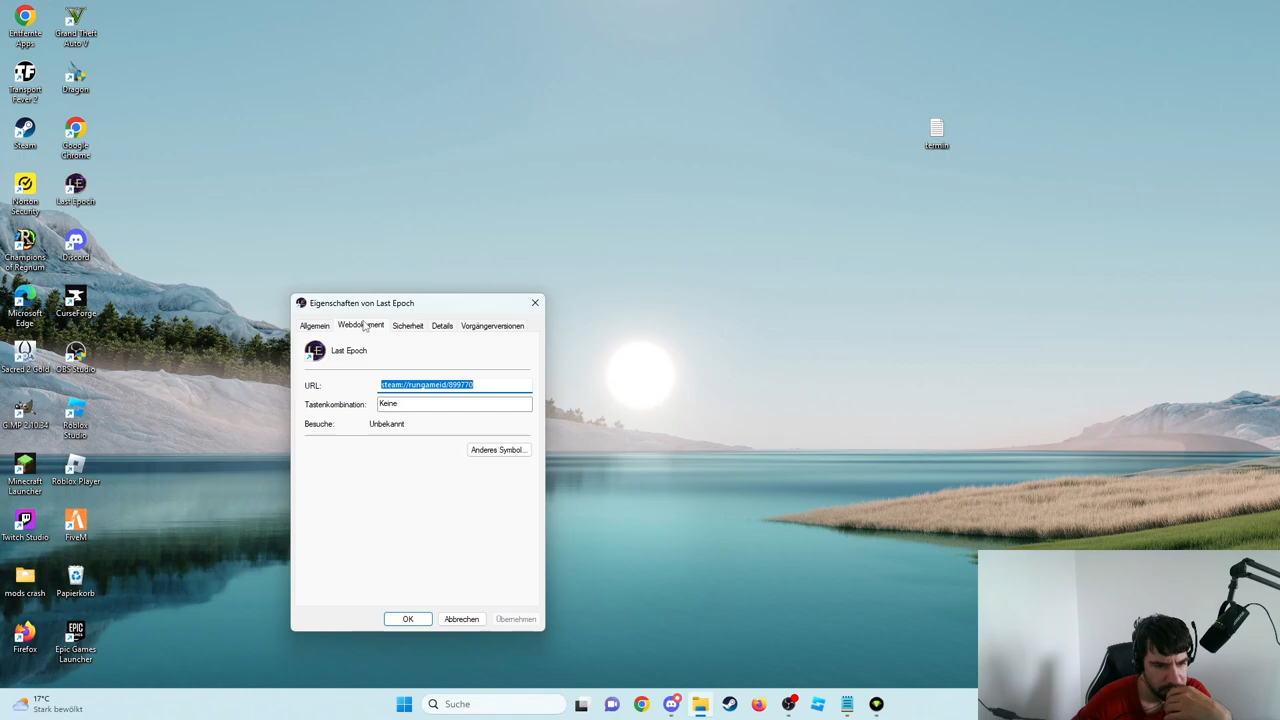 Entfernte
Apps
Grand Theft
Auto V
Transport
Fever 2
Dragon
Steam
Google
Chrome
Norton
Security
Last Epoch
Champions
of Regnum
Discord
Microsoft
Edge
CurseForge
Sacred 2 Gold
OBS Studio
GIMP 2.10.34
Roblox
Studio
Minecraft
Launcher
Roblox Player
Twitch Studio
FiveM
mods crash
Papierkorb
Firefox
Epic Games
Launcher
termin
Eigenschaften von Last Epoch
Allgemein
Webdokument
Sicherheit
Details
Vorgängerversionen
Last Epoch
URL:
steam://rungameid/899770
Tastenkombination:
Keine
Besuche:
Unbekannt
Anderes Symbol...
OK
Abbrechen
Übernehmen
17°C
Stark bewölkt
Suche